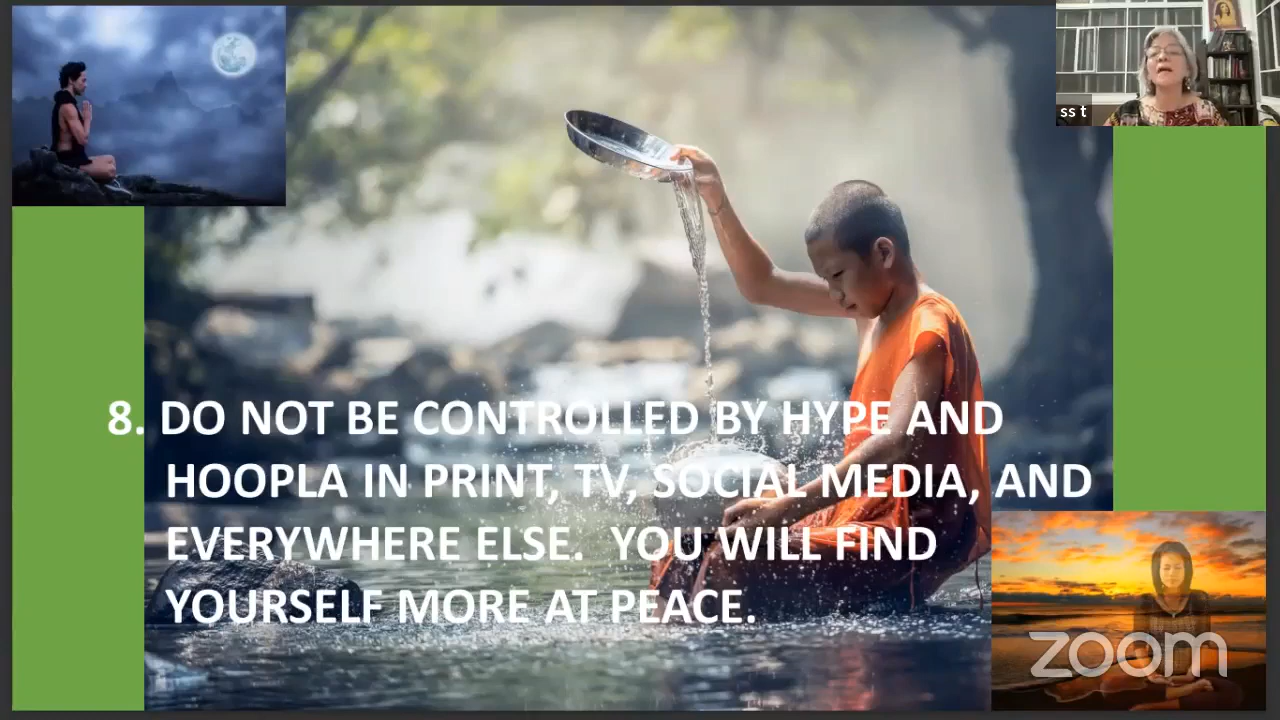 ss t
8. DO NOT BE CONTROLLED BY HYPE AND
HOOPLA IN PRINT, TV, SOCIAL MEDIA, AND
EVERYWHERE ELSE. YOU WILL FIND
YOURSELF MORE AT PEACE.
zoom